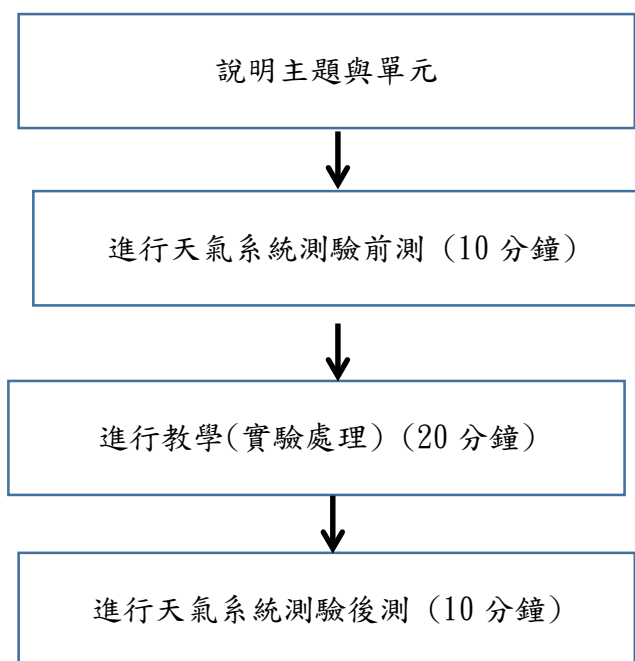 說明主題與單元
進行天氣系統測驗前測 (10 分鐘)
進行教學(實驗處理) (20 分鐘)
進行天氣系統測驗後測 (10 分鐘)